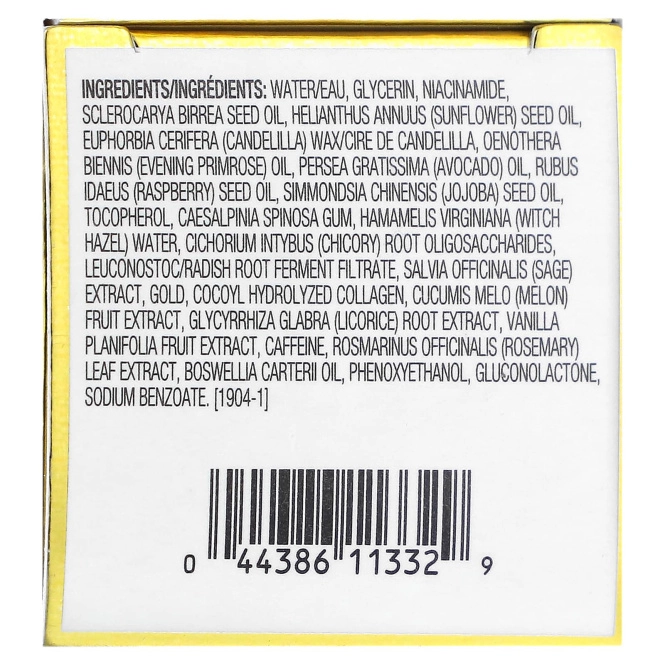 INGREDIENTS/INGRÉDIENTS: WATER/EAU, GLYCERIN, NIACINAMIDE,
SCLEROCARYA BIRREA SEED OIL, HELIANTHUS ANNUUS (SUNFLOWER) SEED OIL,
EUPHORBIA CERIFERA (CANDELILLA) WAX/CIRE DE CANDELILLA, OENOTHERA
BIENNIS (EVENING PRIMROSE) OIL, PERSEA GRATISSIMA (AVOCADO) OIL, RUBUS
IDAEUS (RASPBERRY) SEED OIL, SIMMONDSIA CHINENSIS (JOJOBA) SEED OIL,
TOCOPHEROL, CAESALPINIA SPINOSA GUM, HAMAMELIS VIRGINIANA (WITCH
HAZEL) WATER, CICHORIUM INTYBUS (CHICORY) ROOT OLIGOSACCHARIDES,
LEUCONOSTOC/RADISH ROOT FERMENT FILTRATE, SALVIA OFFICINALIS (SAGE)
EXTRACT, GOLD, COCOYL HYDROLYZED COLLAGEN, CUCUMIS MELO (MELON)
FRUIT EXTRACT, GLYCYRRHIZA GLABRA (LICORICE) ROOT EXTRACT, VANILLA
PLANIFOLIA FRUIT EXTRACT, CAFFEINE, ROSMARINUS OFFICINALIS (ROSEMARY)
LEAF EXTRACT, BOSWELLIA CARTERII OIL, PHENOXYETHANOL, GLUCONOLACTONE,
SODIUM BENZOATE. [1904-1]
0 44386 11332 9